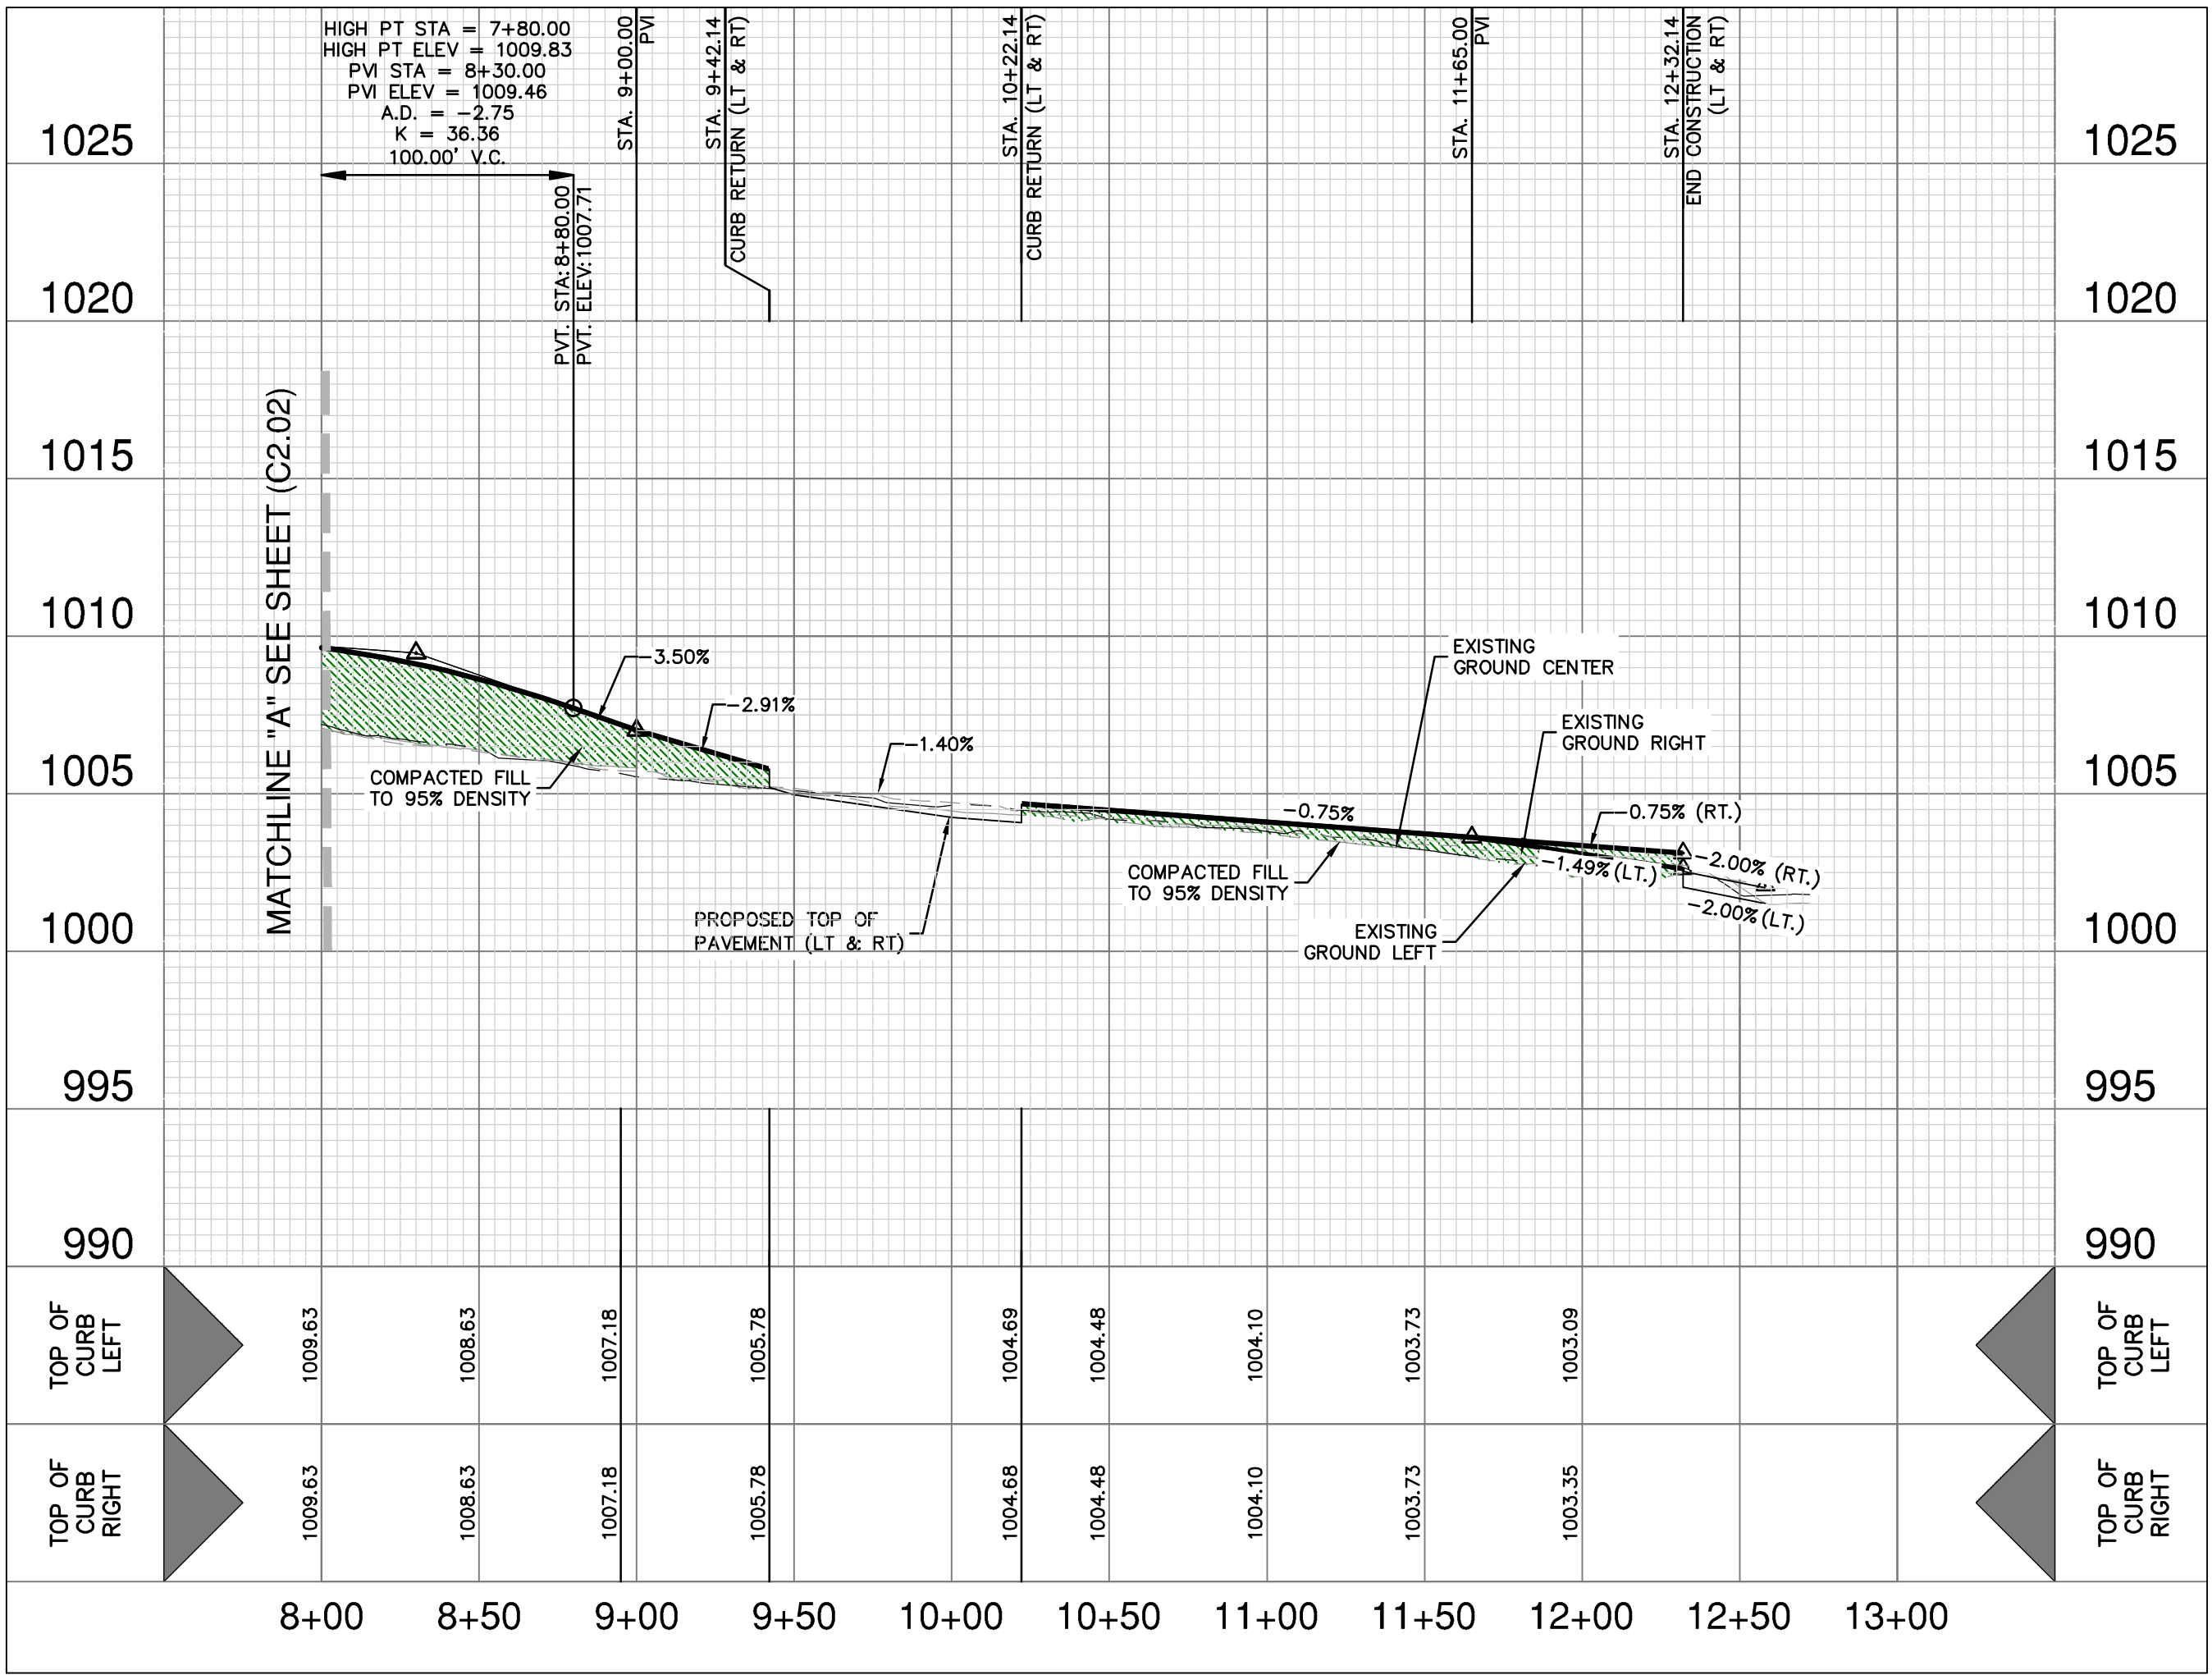 HIGH PT STA = 7+80.00
HIGH PT ELEV = 1009.83
PVI STA = 8+30.00
PVI ELEV = 1009.46
A.D. = -2.75
K = 36.36
100.00' V.C.
PVT. STA:8+80.00
PVT. ELEV:1007.71
STA. 9+00.00
PVI
STA. 9+42.14
CURB RETURN (LT & RT)
STA. 10+22.14
CURB RETURN (LT & RT)
STA. 11+65.00
PVI
STA. 12+32.14
END CONSTRUCTION
(LT & RT)
1025
1025
1020
1020
1015
1015
1010
1010
1005
1005
1000
1000
995
995
990
990
MATCHLINE "A" SEE SHEET (C2.02)
-3.50%
-2.91%
-1.40%
COMPACTED FILL
TO 95% DENSITY
PROPOSED TOP OF
PAVEMENT (LT & RT)
-0.75%
EXISTING
GROUND CENTER
EXISTING
GROUND RIGHT
-0.75% (RT.)
-1.49% (LT.)
-2.00% (RT.)
-2.00% (LT.)
COMPACTED FILL
TO 95% DENSITY
EXISTING
GROUND LEFT
TOP OF
CURB
LEFT
1009.63
1008.63
1007.18
1005.78
1004.69
1004.48
1004.10
1003.73
1003.09
TOP OF
CURB
LEFT
TOP OF
CURB
RIGHT
1009.63
1008.63
1007.18
1005.78
1004.68
1004.48
1004.10
1003.73
1003.35
TOP OF
CURB
RIGHT
8+00 8+50 9+00 9+50 10+00 10+50 11+00 11+50 12+00 12+50 13+00